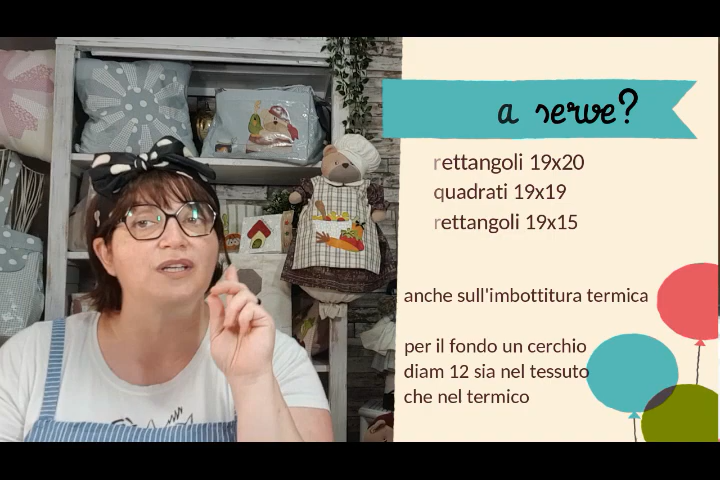 a serve?
rettangoli 19x20
quadrati 19x19
rettangoli 19x15
anche sull'imbottitura termica
per il fondo un cerchio
diam 12 sia nel tessuto
che nel termico